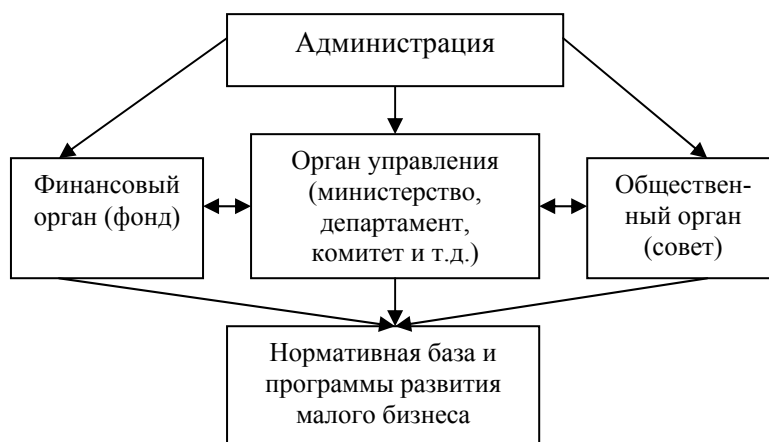 Администрация
Финансовый
орган (фонд)
Орган управления
(министерство,
департамент,
комитет и т.д.)
Обществен-
ный орган
(совет)
Нормативная база и
программы развития
малого бизнеса